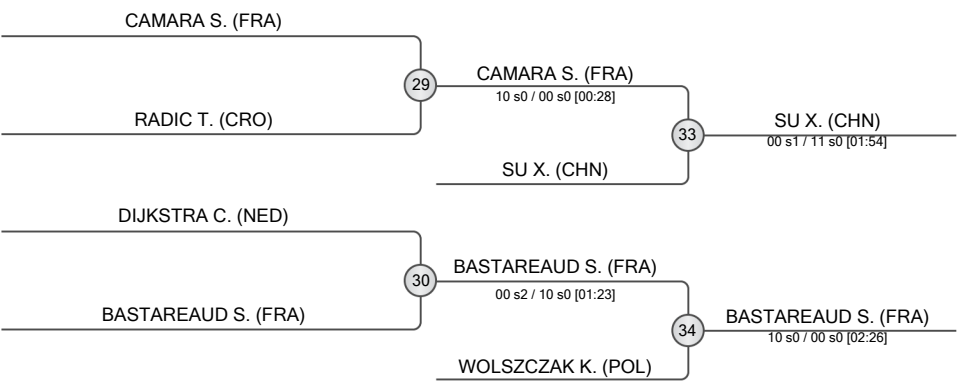 CAMARA S. (FRA)
29
CAMARA S. (FRA)
10 s0 / 00 s0 [00:28]
RADIC T. (CRO)
33
SU X. (CHN)
00 s1 / 11 s0 [01:54]
SU X. (CHN)
DIJKSTRA C. (NED)
30
BASTAREAUD S. (FRA)
00 s2 / 10 s0 [01:23]
BASTAREAUD S. (FRA)
34
BASTAREAUD S. (FRA)
10 s0 / 00 s0 [02:26]
WOLSZCZAK K. (POL)